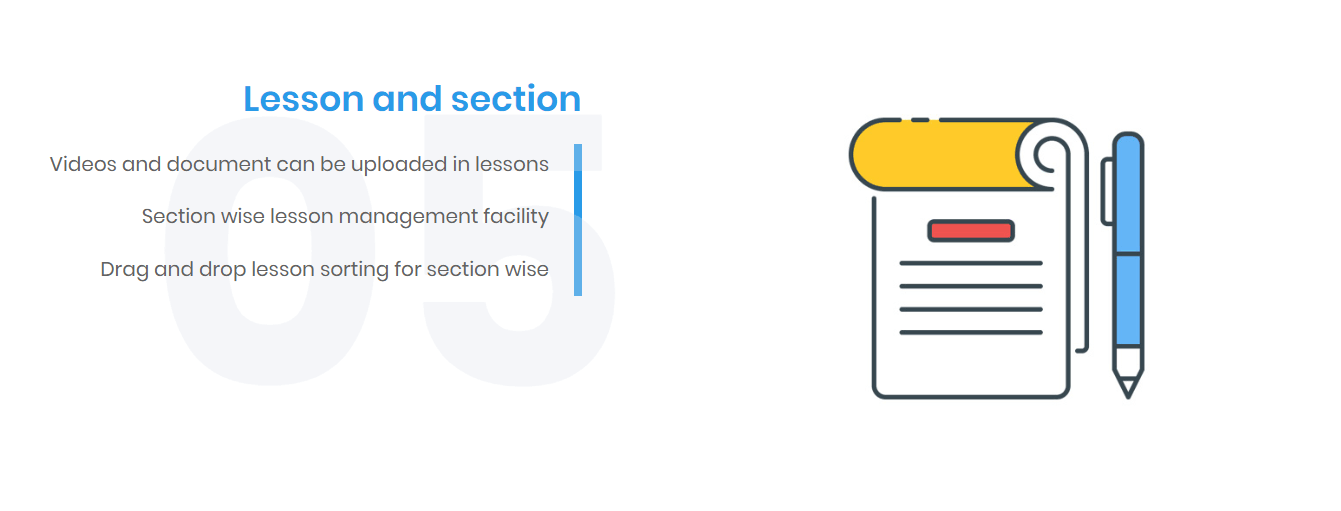 Lesson and section
05
Videos and document can be uploaded in lessons
Section wise lesson management facility
Drag and drop lesson sorting for section wise